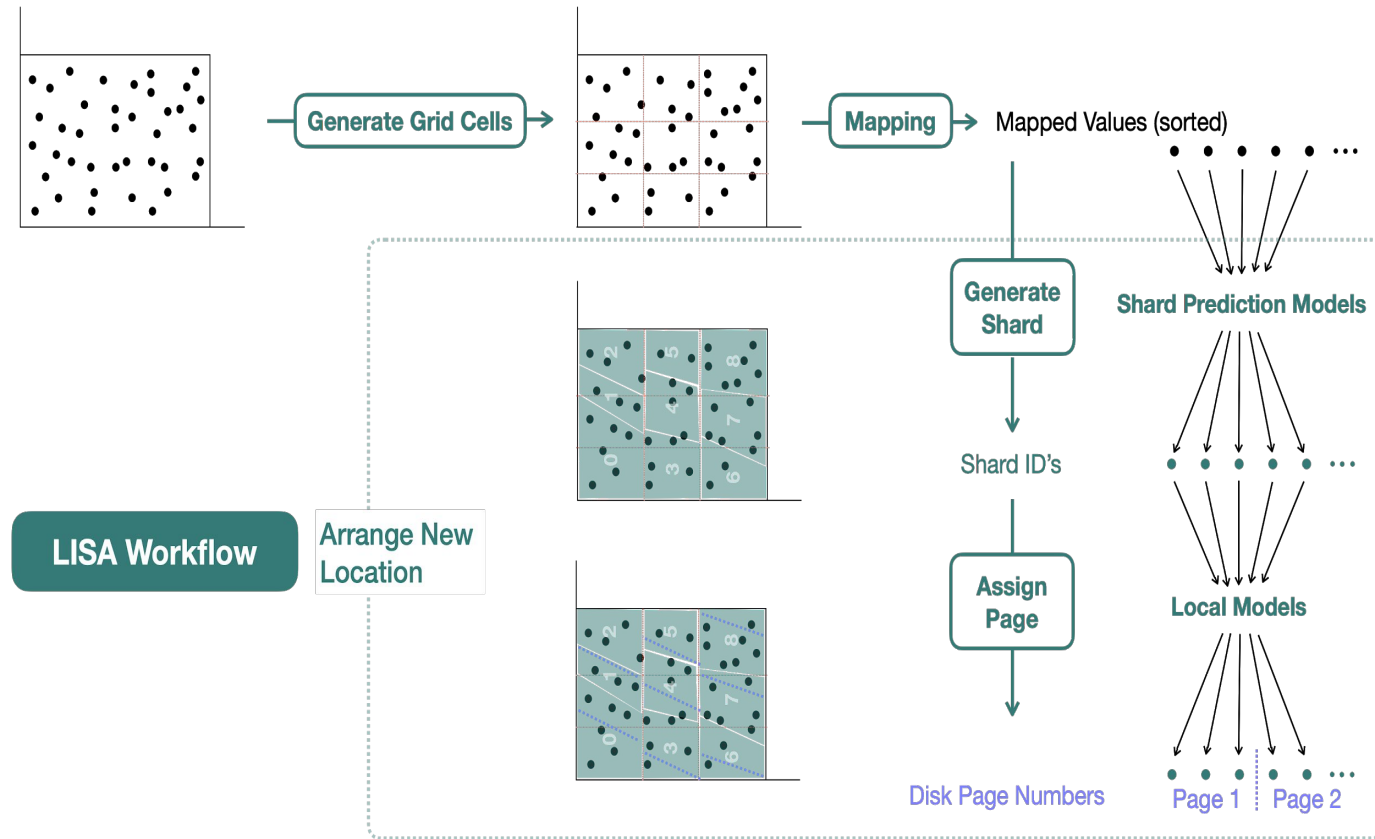 Generate Grid Cells
Mapping
Mapped Values (sorted)
Generate
Shard
Shard Prediction Models
2
5
8
1
4
7
0
3
6
Shard ID's
LISA Workflow
Arrange New
Location
Assign
Page
Local Models
2
5
8
1
4
7
0
3
6
Disk Page Numbers
Page 1
Page 2